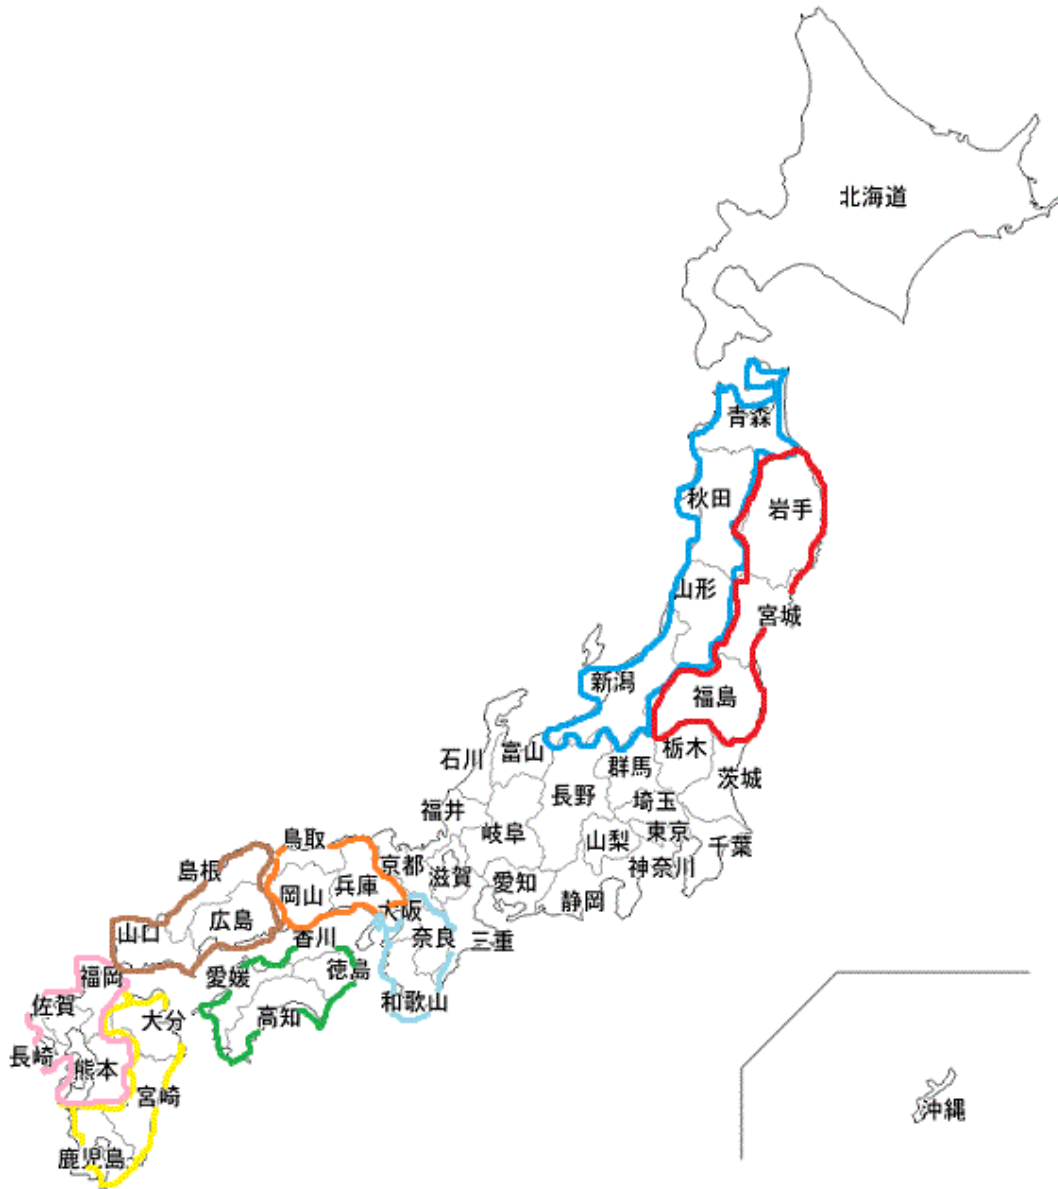 北海道
青森
秋田
岩手
山形
宮城
新潟
福島
石川
富山
群馬
栃木
茨城
福井
長野
埼玉
岐阜
山梨
東京
千葉
神奈川
静岡
愛知
滋賀
京都
三重
鳥取
兵庫
岡山
大阪
奈良
和歌山
島根
広島
山口
香川
徳島
愛媛
高知
福岡
佐賀
長崎
大分
熊本
宮崎
鹿児島
沖縄